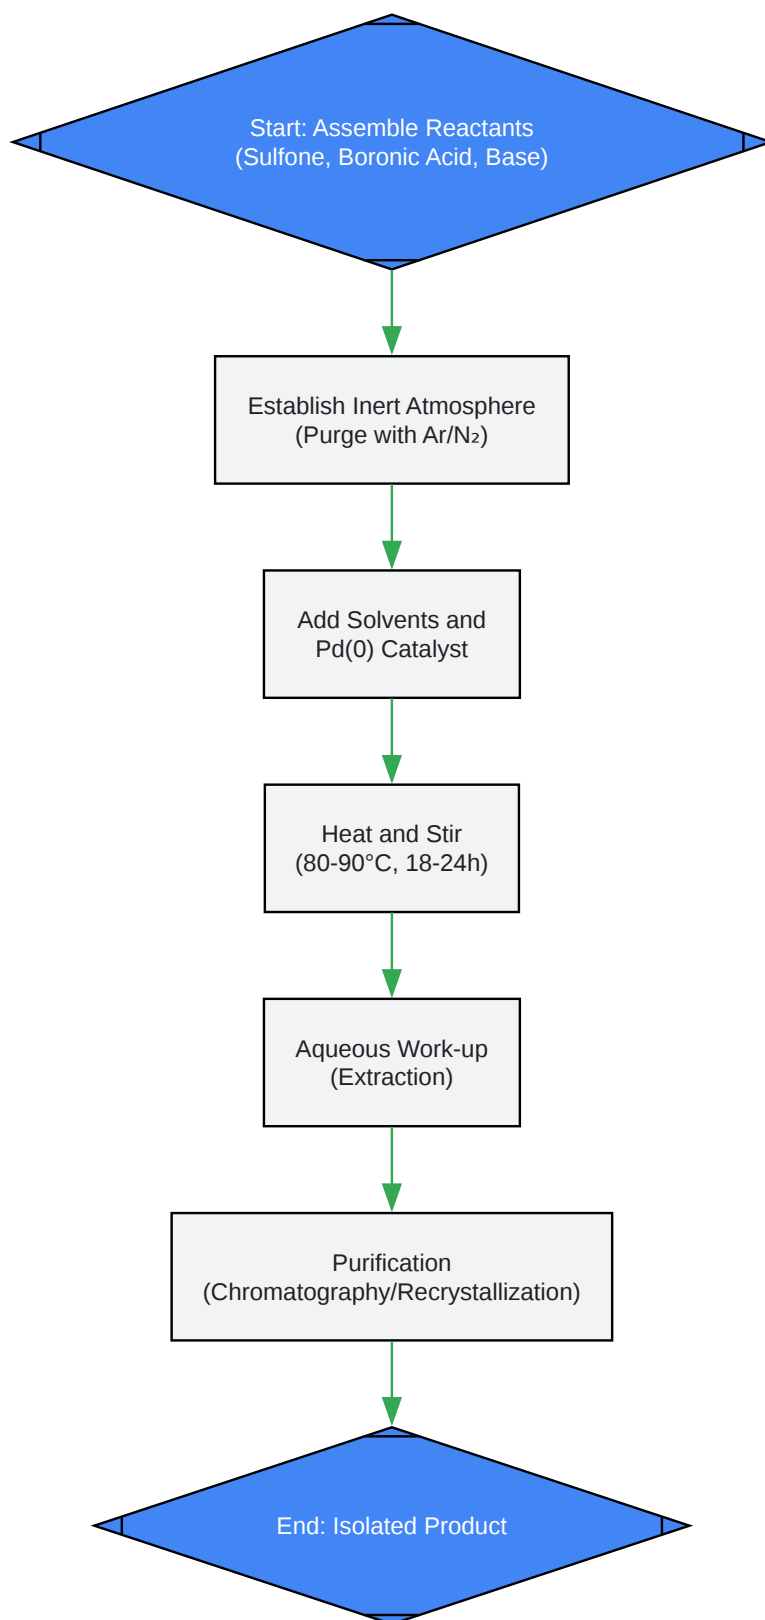 Start: Assemble Reactants
(Sulfone, Boronic Acid, Base)
Establish Inert Atmosphere
(Purge with Ar/N₂)
Add Solvents and
Pd(0) Catalyst
Heat and Stir
(80-90°C, 18-24h)
Aqueous Work-up
(Extraction)
Purification
(Chromatography/Recrystallization)
End: Isolated Product